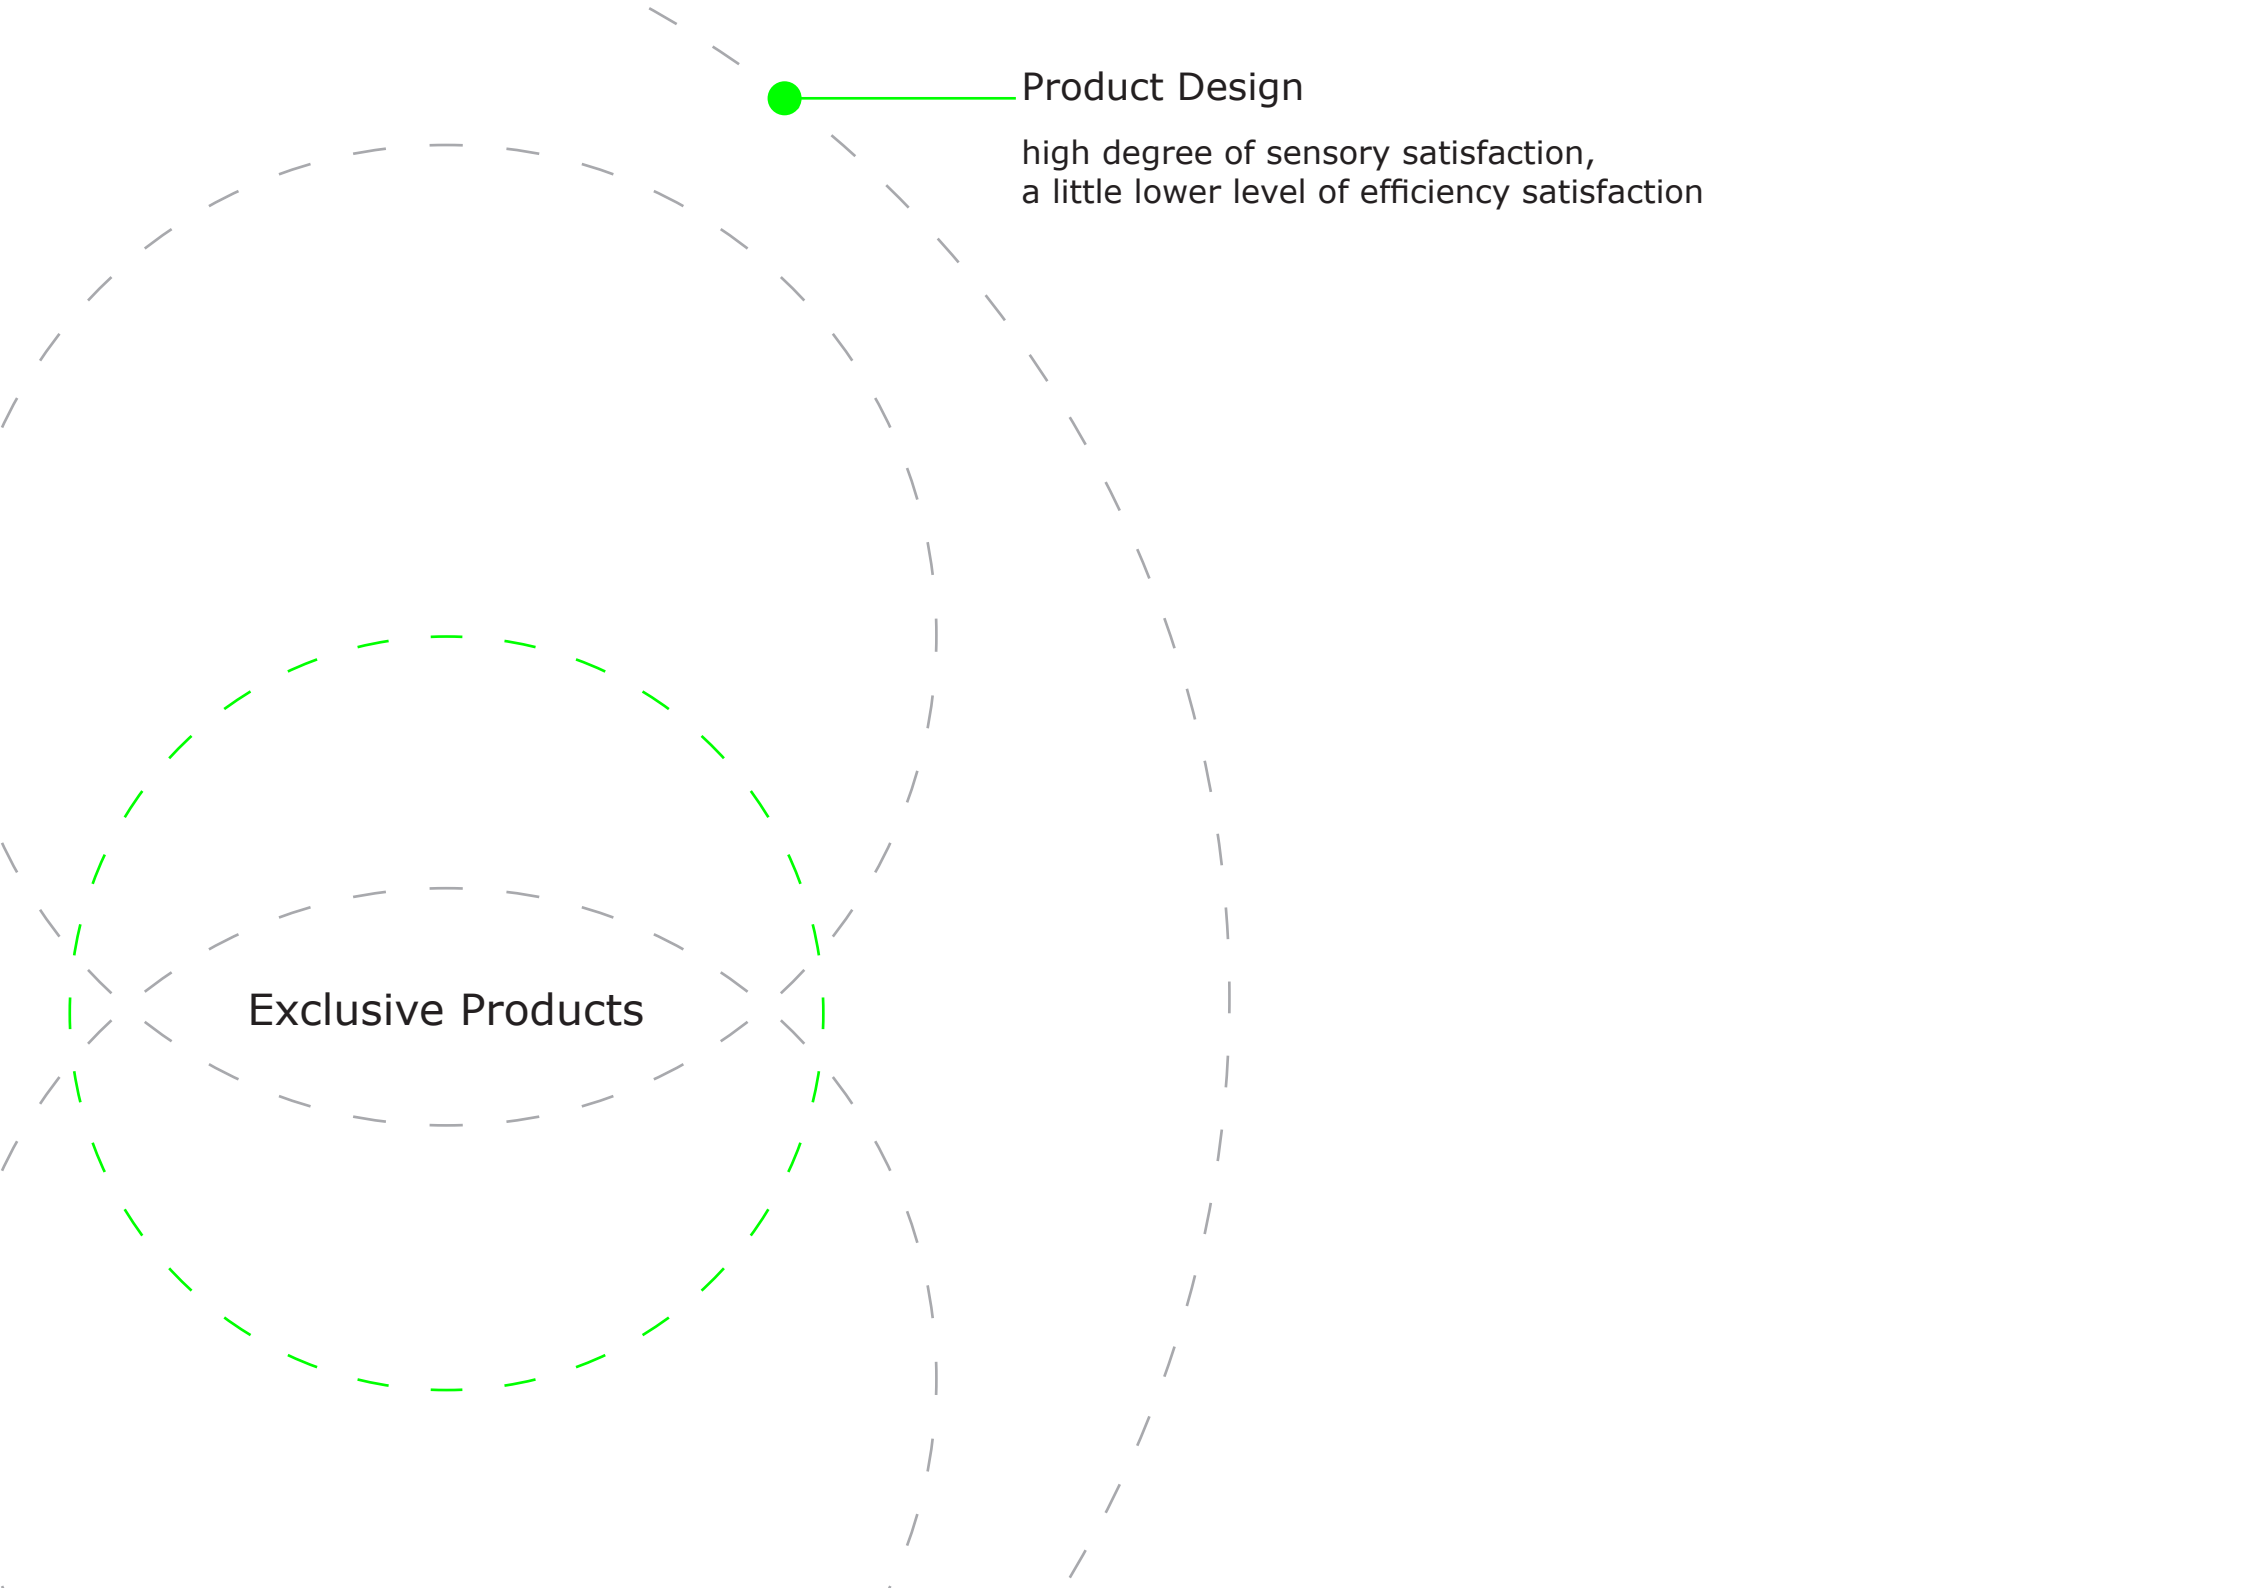 Product Design
high degree of sensory satisfaction,
a little lower level of efficiency satisfaction
Exclusive Products